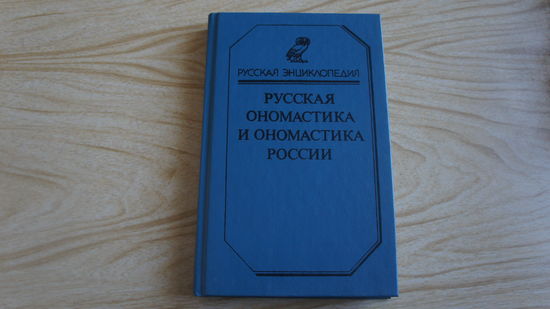 РУССКАЯ ЭНЦИКЛОПЕДИЯ
РУССКАЯ
ОНОМАСТИКА
И ОНОМАСТИКА
РОССИИ